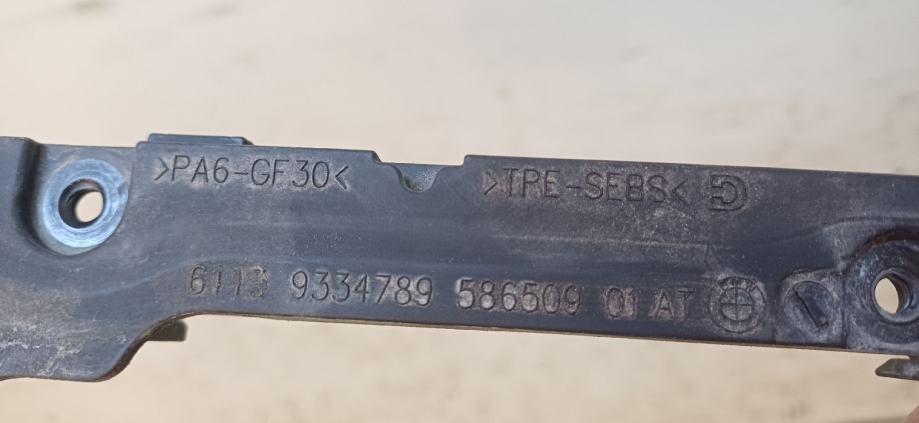 >PA6-GF30< >TPE-SEBS<
6113 9334789 586509 01 AT